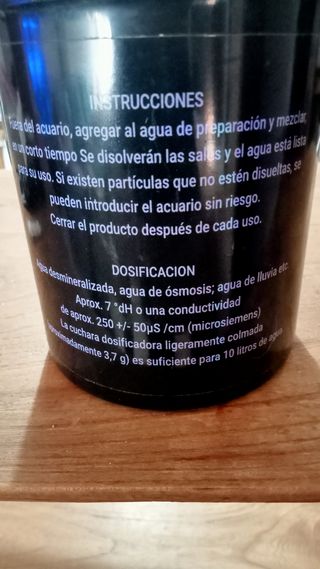 INSTRUCCIONES
Fuera del acuario, agregar al agua de preparación y mezclar,
en un corto tiempo Se disolverán las sales y el agua está lista
para su uso. Si existen partículas que no estén disueltas, se
pueden introducir el acuario sin riesgo.
Cerrar el producto después de cada uso.
DOSIFICACION
Agua desmineralizada, agua de ósmosis; agua de lluvia etc.
Aprox. 7 °dH o una conductividad
de aprox. 250 +/- 50µS /cm (microsiemens)
La cuchara dosificadora ligeramente colmada
(aproximadamente 3,7 g) es suficiente para 10 litros de agua